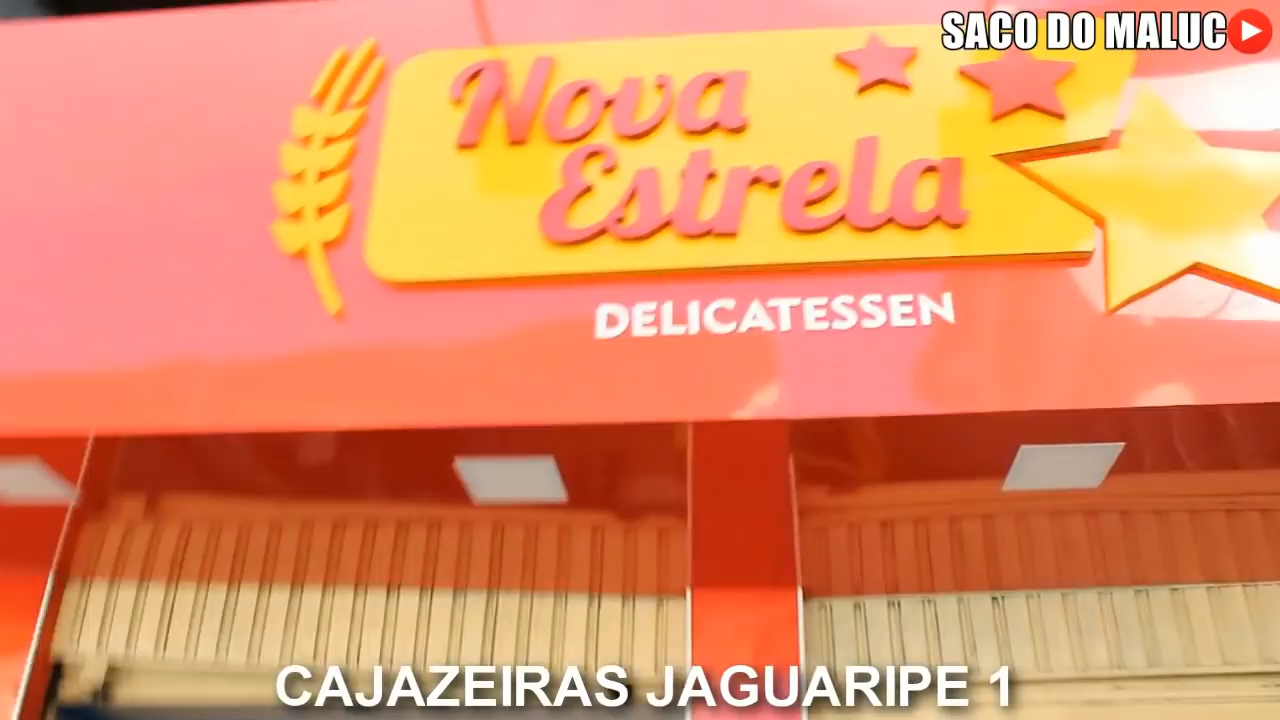 SACO DO MALUC
Nova
Estrela
DELICATESSEN
CAJAZEIRAS JAGUARIPE 1